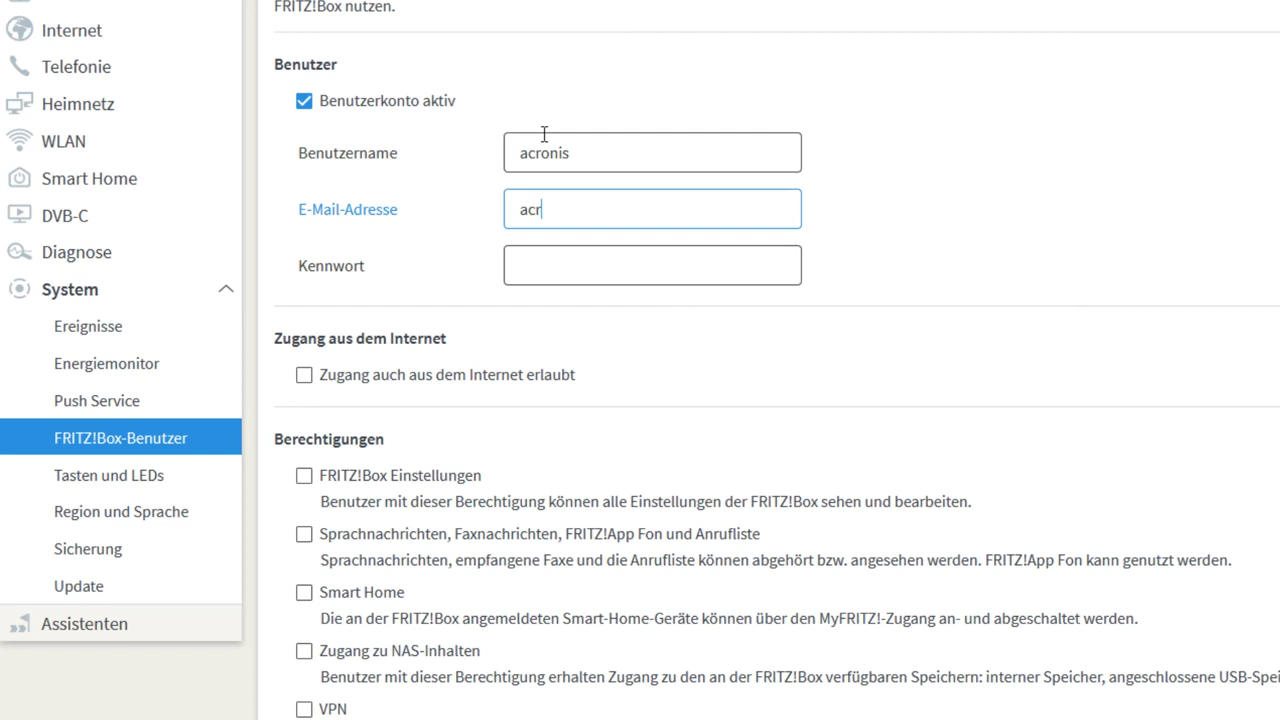 Internet
Telefonie
Heimnetz
WLAN
Smart Home
DVB-C
Diagnose
System
Ereignisse
Energiemonitor
Push Service
FRITZ!Box-Benutzer
Tasten und LEDs
Region und Sprache
Sicherung
Update
Assistenten
FRITZ!Box nutzen.
Benutzer
Benutzerkonto aktiv
Benutzername acronis
E-Mail-Adresse acr
Kennwort
Zugang aus dem Internet
Zugang auch aus dem Internet erlaubt
Berechtigungen
FRITZ!Box Einstellungen
Benutzer mit dieser Berechtigung können alle Einstellungen der FRITZ!Box sehen und bearbeiten.
Sprachnachrichten, Faxnachrichten, FRITZ!App Fon und Anrufliste
Sprachnachrichten, empfangene Faxe und die Anrufliste können abgehört bzw. angesehen werden. FRITZ!App Fon kann genutzt werden.
Smart Home
Die an der FRITZ!Box angemeldeten Smart-Home-Geräte können über den MyFRITZ!-Zugang an- und abgeschaltet werden.
Zugang zu NAS-Inhalten
Benutzer mit dieser Berechtigung erhalten Zugang zu den an der FRITZ!Box verfügbaren Speichern: interner Speicher, angeschlossene USB-Spei
VPN